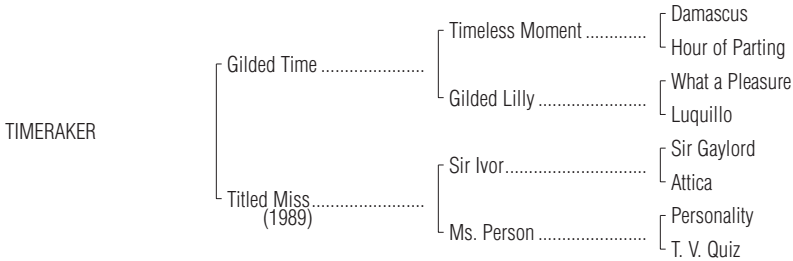 Damascus
Timeless Moment .............
Hour of Parting
Gilded Time ......................
What a Pleasure
Gilded Lilly .......................
Luquillo
TIMERAKER
Sir Gaylord
Sir Ivor..............................
Attica
Titled Miss........................
(1989)
Personality
Ms. Person .......................
T. V. Quiz